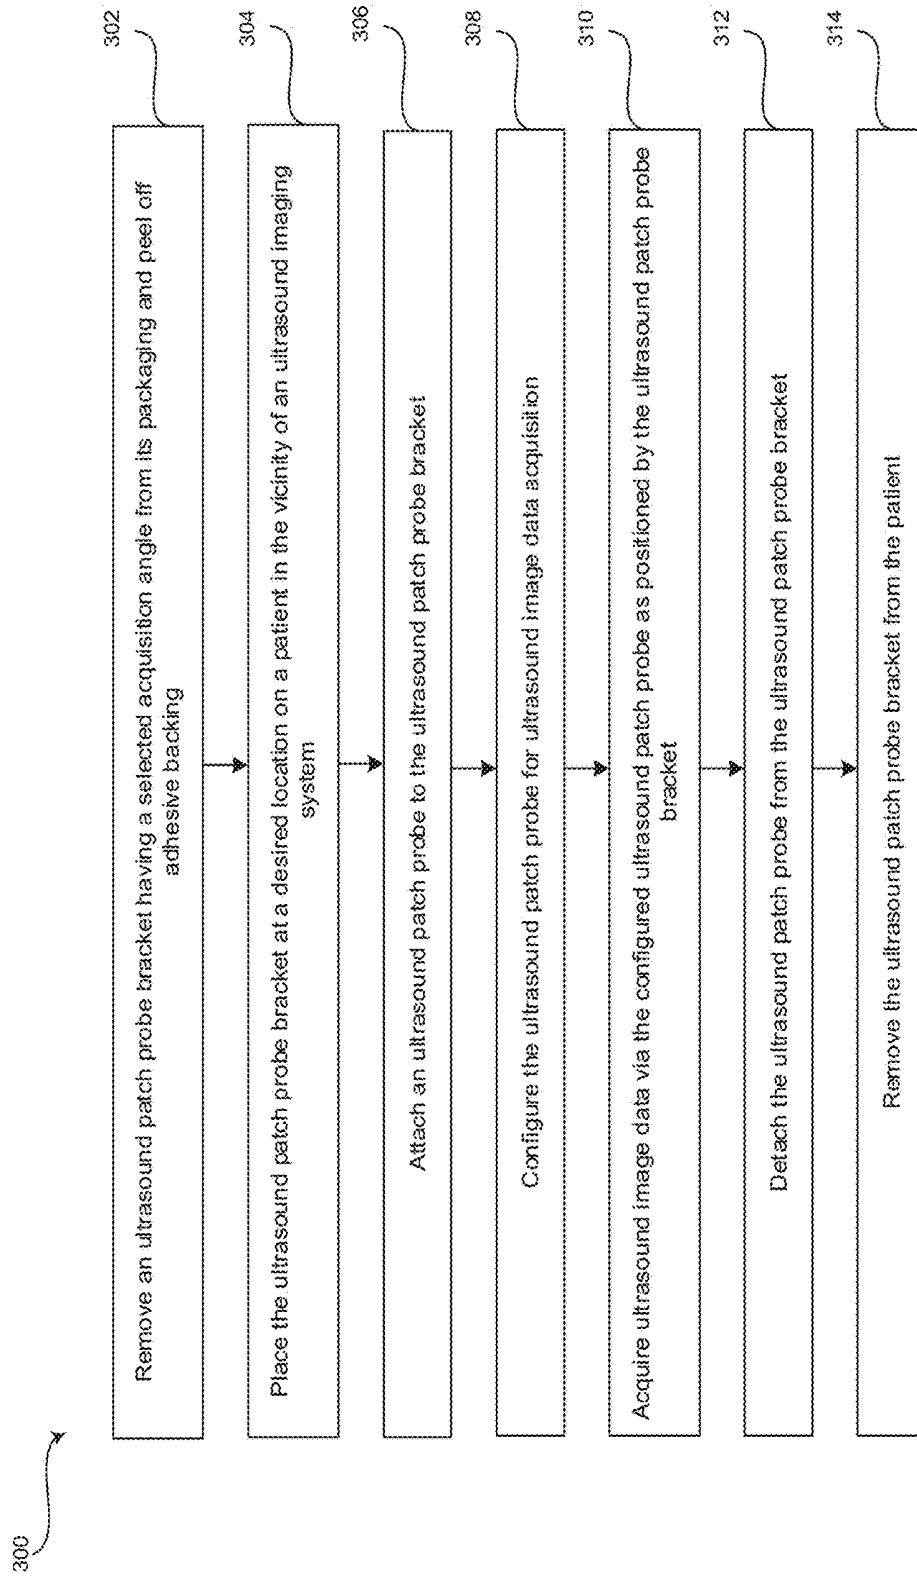 300
302
Remove an ultrasound patch probe bracket having a selected acquisition angle from its packaging and peel off
adhesive backing
304
Place the ultrasound patch probe bracket at a desired location on a patient in the vicinity of an ultrasound imaging
system
306
Attach an ultrasound patch probe to the ultrasound patch probe bracket
308
Configure the ultrasound patch probe for ultrasound image data acquisition
310
Acquire ultrasound image data via the configured ultrasound patch probe as positioned by the ultrasound patch probe
bracket
312
Detach the ultrasound patch probe from the ultrasound patch probe bracket
314
Remove the ultrasound patch probe bracket from the patient